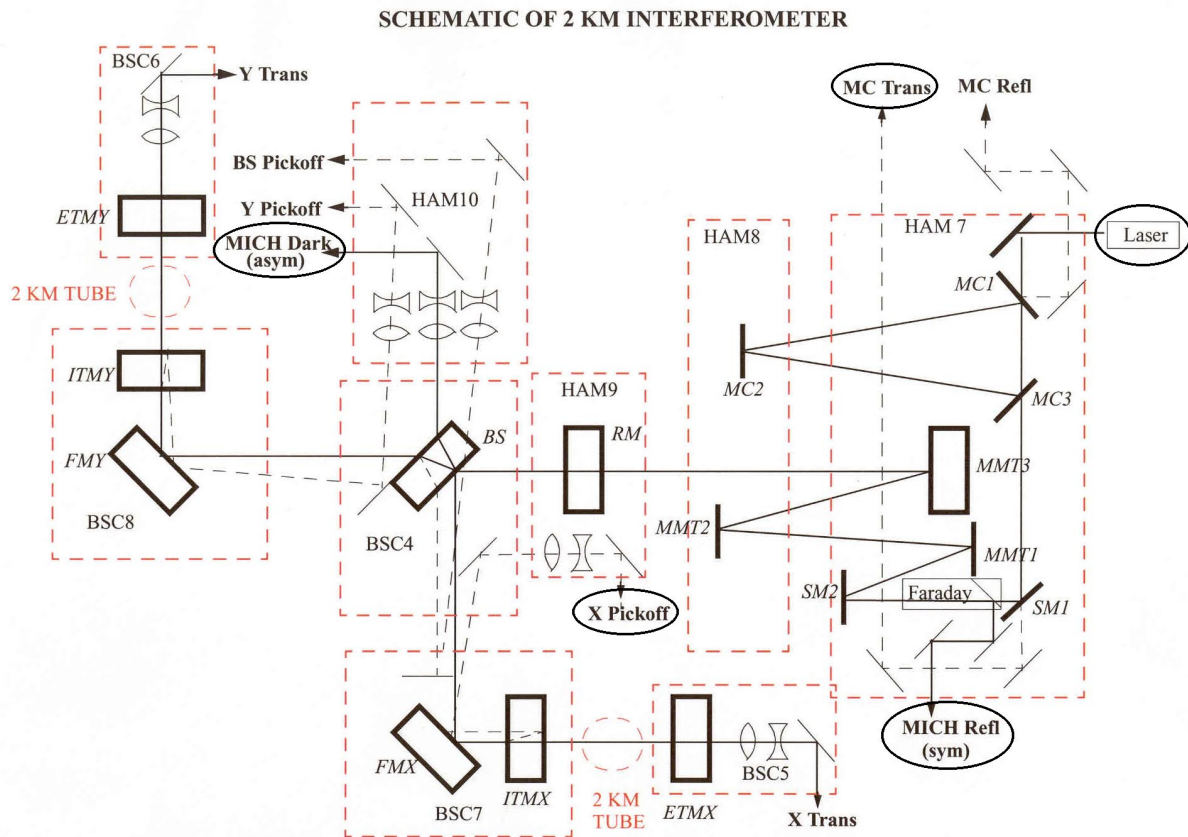 SCHEMATIC OF 2 KM INTERFEROMETER
BSC6
Y Trans
MC Trans
MC Refl
BS Pickoff
HAM10
Y Pickoff
ETMY
MICH Dark
(asym)
HAM8
HAM 7
Laser
2 KM TUBE
MC1
ITMY
MC2
HAM9
MC3
BS
RM
FMY
MMT3
BSC8
BSC4
MMT2
MMT1
Faraday
SM2
SM1
X Pickoff
MICH Refl
(sym)
FMX
BSC5
BSC7
ITMX
2 KM
TUBE
ETMX
X Trans